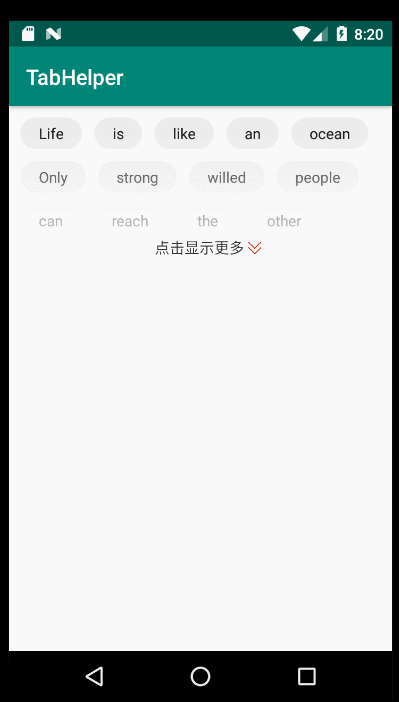 8:20
TabHelper
Life is like an ocean
Only strong willed people
can reach the other
点击显示更多